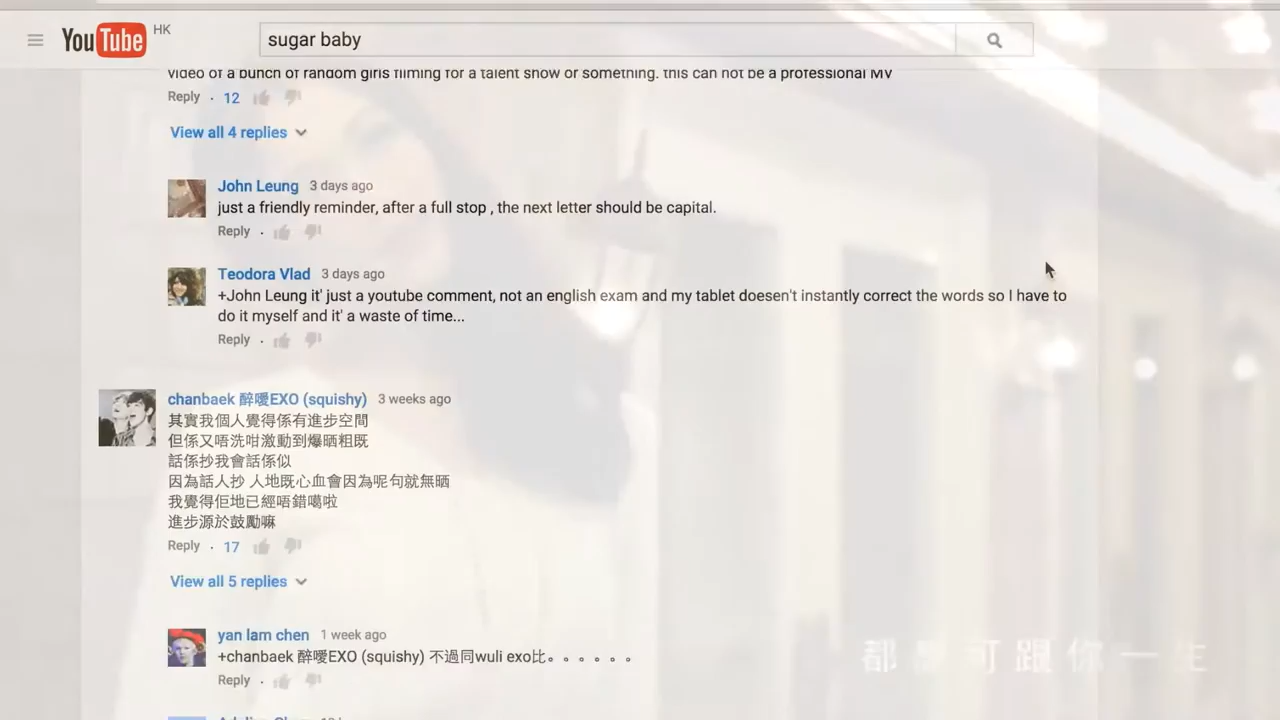 YouTube HK
sugar baby
video of a bunch of random girls filming for a talent show or something. this can not be a professional MV
Reply · 12
View all 4 replies
John Leung 3 days ago
just a friendly reminder, after a full stop , the next letter should be capital.
Reply ·
Teodora Vlad 3 days ago
+John Leung it' just a youtube comment, not an english exam and my tablet doesen't instantly correct the words so I have to
do it myself and it' a waste of time...
Reply ·
chanbaek 醉噯EXO (squishy) 3 weeks ago
其實我個人覺得係有進步空間
但係又唔洗咁激動到爆晒粗既
話係抄我會話係似
因為話人抄 人地既心血會因為呢句就無晒
我覺得佢地已經唔錯噶啦
進步源於鼓勵嘛
Reply · 17
View all 5 replies
yan lam chen 1 week ago
+chanbaek 醉噯EXO (squishy) 不過同wuli exo比。。。。。。
Reply ·
都 可跟你一生